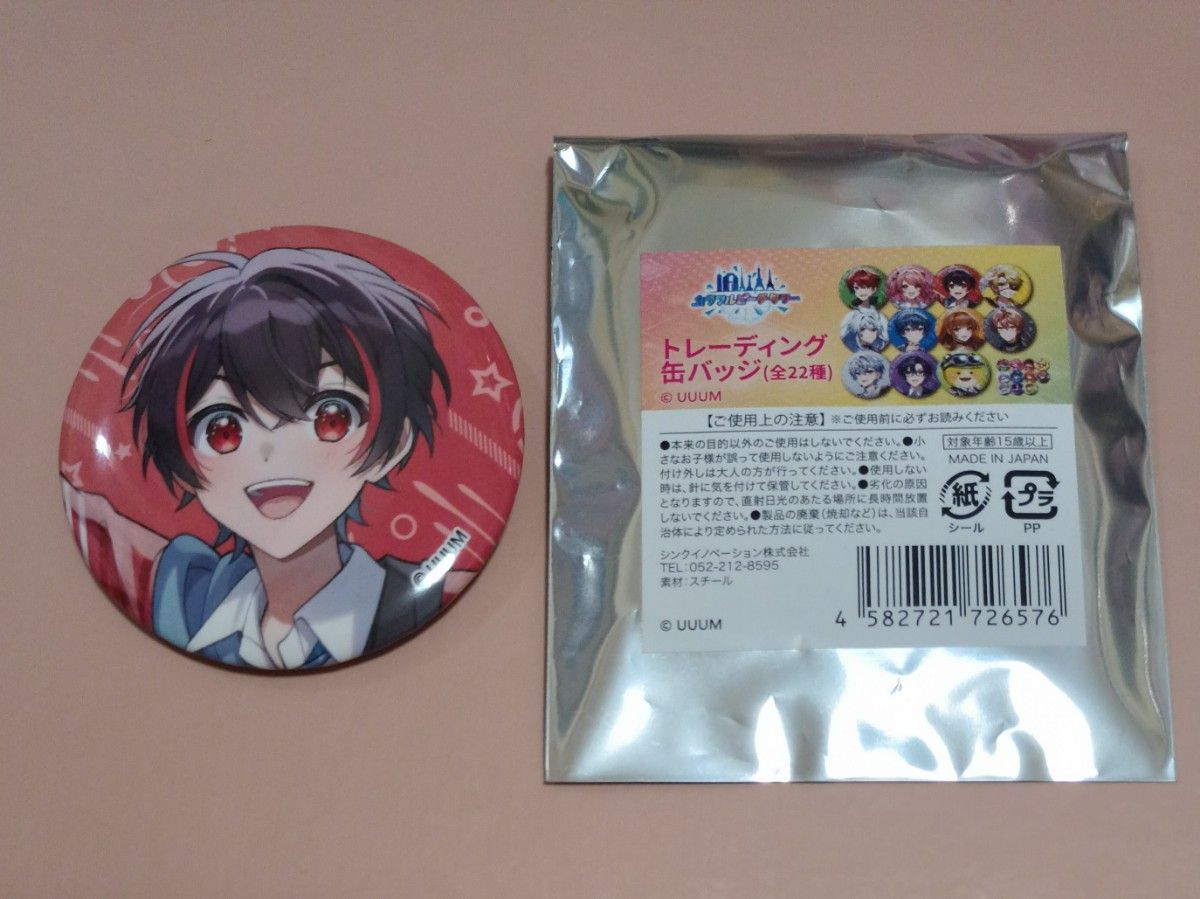 © UUUM
カラフルピーチタワー
トレーディング
缶バッジ(全22種)
© UUUM
【ご使用上の注意】※ご使用前に必ずお読みください
●本来の目的以外のご使用はしないでください。●小
さなお子様が誤って使用しないようにご注意ください。
付け外しは大人の方が行ってください。●使用しない
時は、針に気を付けて保管してください。●劣化の原因
となりますので、直射日光のあたる場所に長時間放置
しないでください。●製品の廃棄(焼却など)は、当該自
治体により定められた方法に従ってください。
対象年齢15歳以上
MADE IN JAPAN
紙
シール
プラ
PP
シンクイノベーション株式会社
TEL:052-212-8595
素材:スチール
© UUUM
4 582721 726576